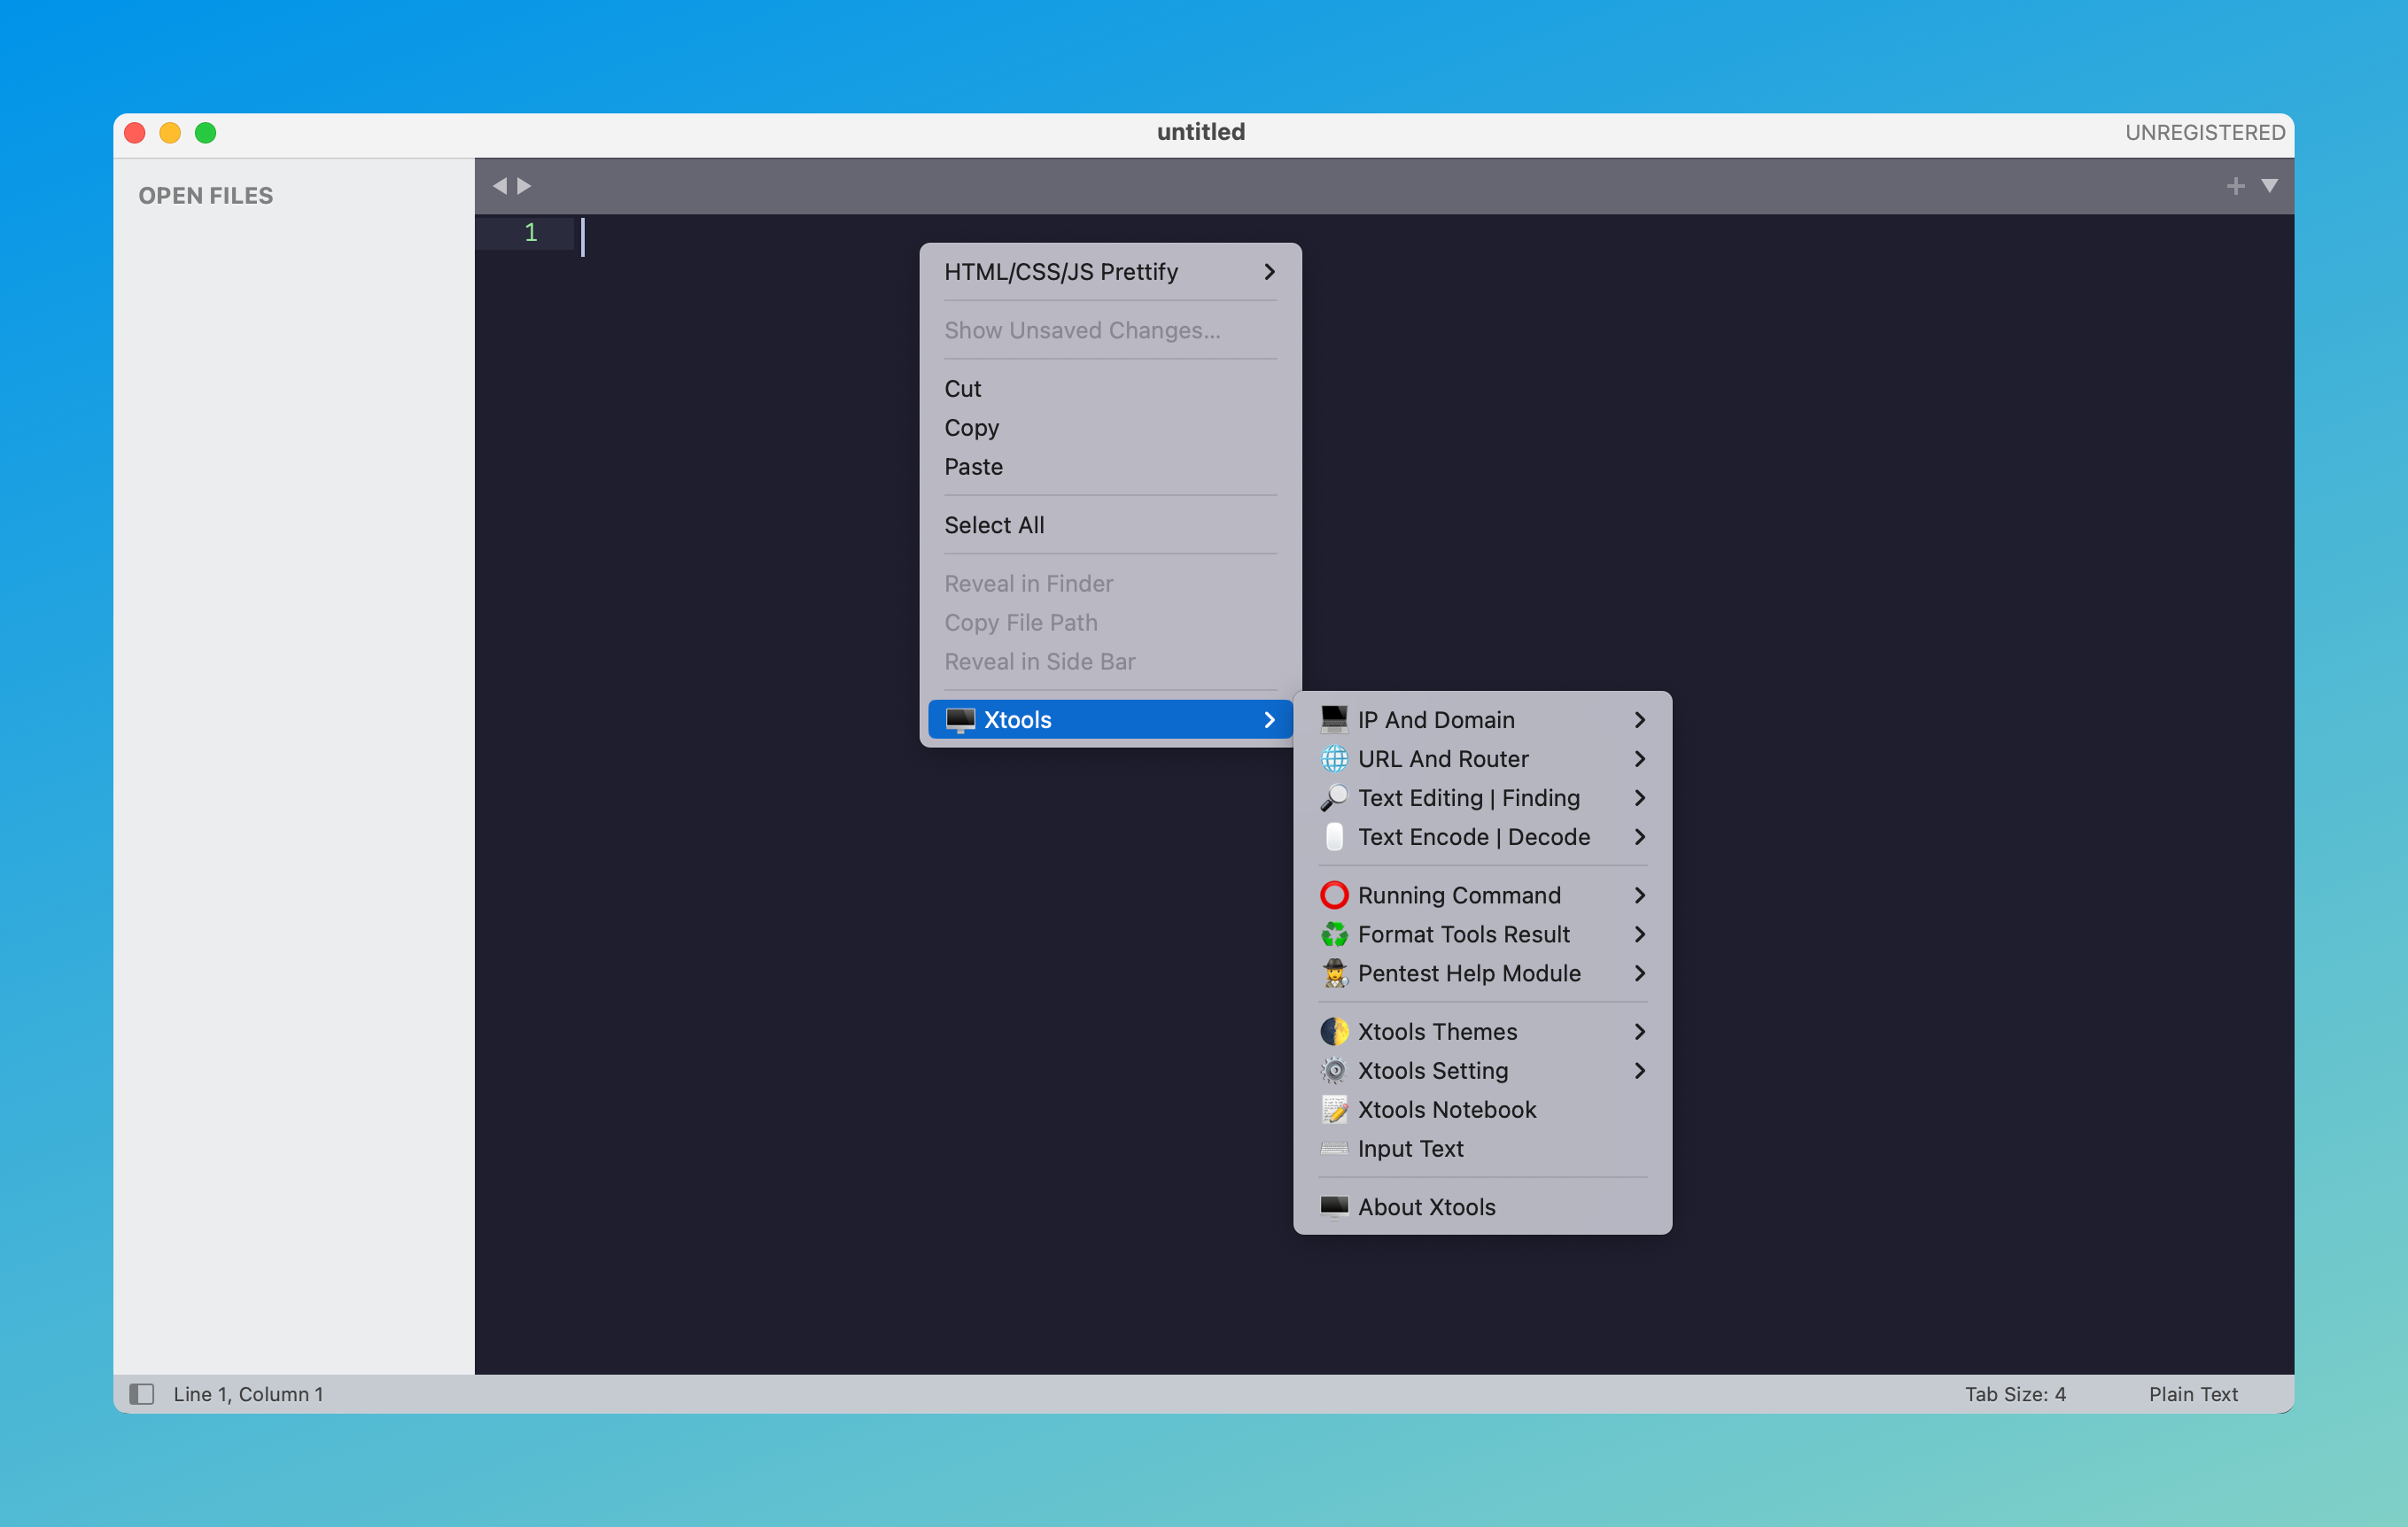 untitled
UNREGISTERED
OPEN FILES
1
HTML/CSS/JS Prettify
Show Unsaved Changes...
Cut
Copy
Paste
Select All
Reveal in Finder
Copy File Path
Reveal in Side Bar
Xtools
IP And Domain
URL And Router
Text Editing | Finding
Text Encode | Decode
Running Command
Format Tools Result
Pentest Help Module
Xtools Themes
Xtools Setting
Xtools Notebook
Input Text
About Xtools
Line 1, Column 1
Tab Size: 4
Plain Text